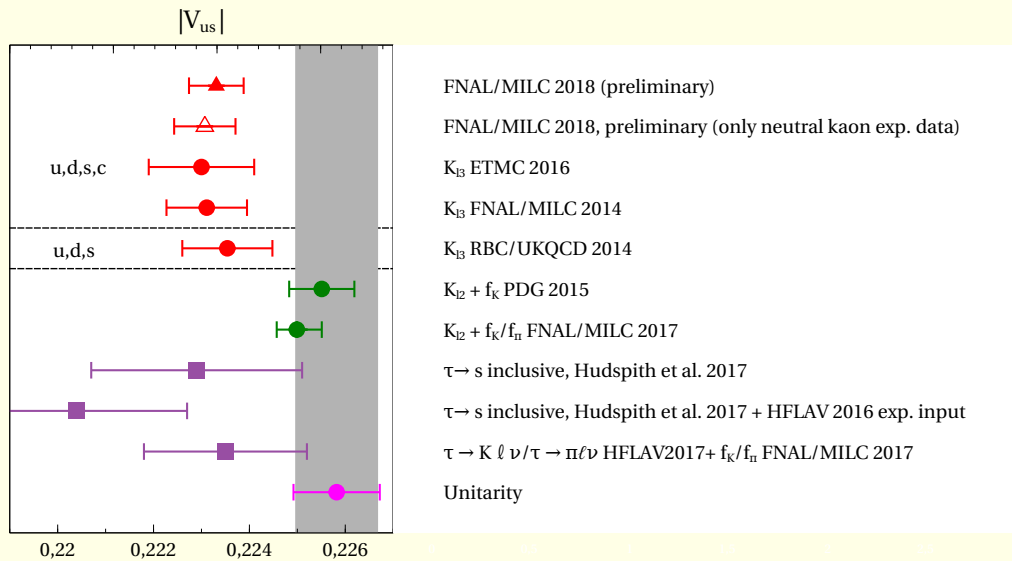 |V_us|
FNAL/MILC 2018 (preliminary)
FNAL/MILC 2018, preliminary (only neutral kaon exp. data)
u,d,s,c
K_l3 ETMC 2016
K_l3 FNAL/MILC 2014
u,d,s
K_l3 RBC/UKQCD 2014
K_l2 + f_K PDG 2015
K_l2 + f_K/f_π FNAL/MILC 2017
τ→ s inclusive, Hudspith et al. 2017
τ→ s inclusive, Hudspith et al. 2017 + HFLAV 2016 exp. input
τ → K ℓ ν/τ → πℓν HFLAV2017+ f_K/f_π FNAL/MILC 2017
Unitarity
0,22 0,222 0,224 0,226